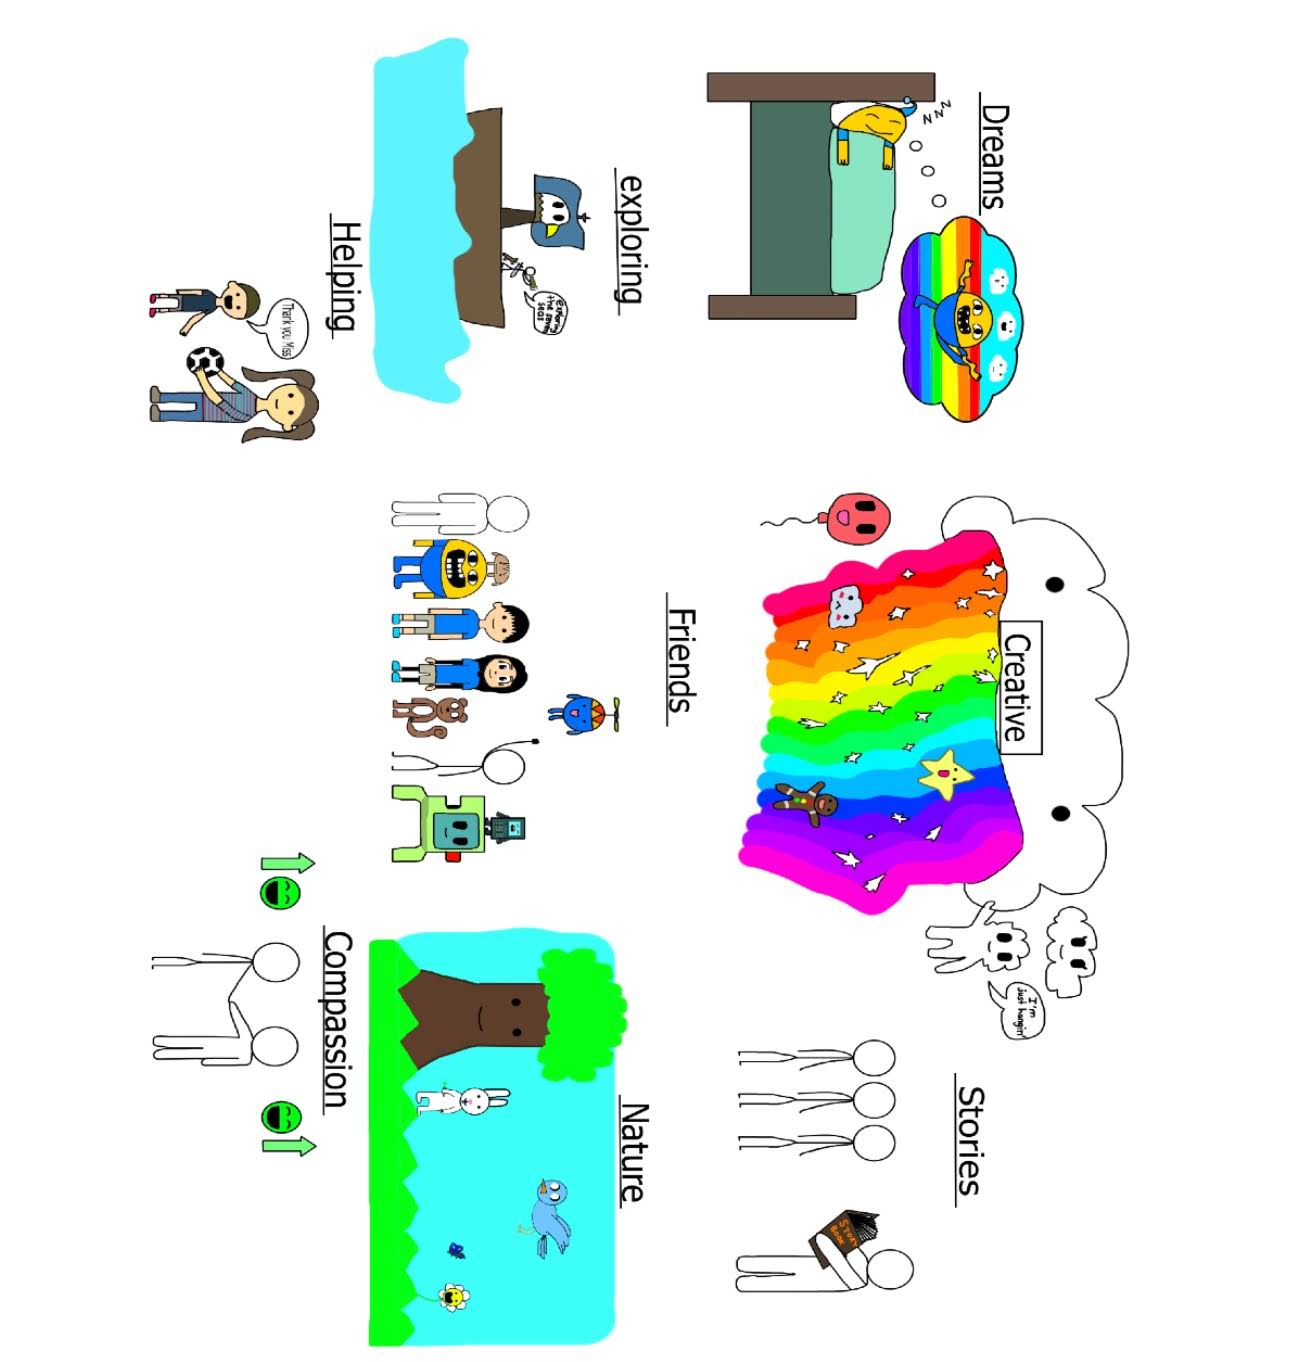 Creative
I'm
just hangin'
Dreams
zzz
Stories
STORY
BOOK
Friends
exploring
exploring
the seven
seas
Nature
Helping
Thank you Miss
Compassion